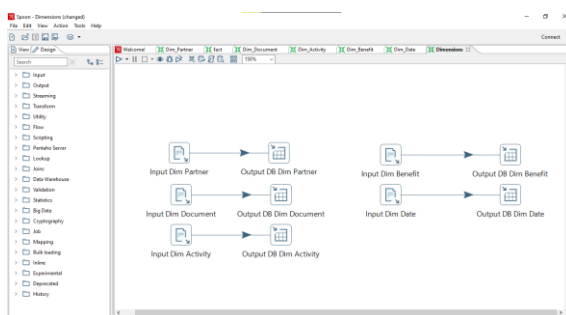 Spoon - Dimensions (changed)
File Edit View Action Tools Help
Connect
View Design
Welcome! Dim_Partner fact Dim_Document Dim_Activity Dim_Benefit Dim_Date Dimensions
Search
Input
Output
Streaming
Transform
Utility
Flow
Scripting
Pentaho Server
Lookup
Joins
Data Warehouse
Validation
Statistics
Big Data
Cryptography
Job
Mapping
Bulk loading
Inline
Experimental
Deprecated
History
Input Dim Partner Output DB Dim Partner Input Dim Benefit Output DB Dim Benefit
Input Dim Document Output DB Dim Document Input Dim Date Output DB Dim Date
Input Dim Activity Output DB Dim Activity